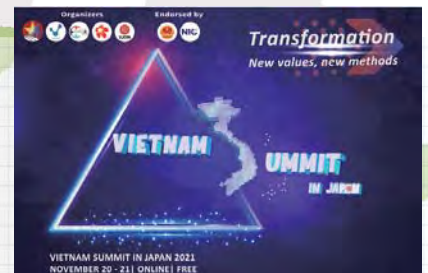 Organizers
Endorsed by
NIC
Transformation
New values, new methods
VIETNAM
UMMIT
IN JAPAN
VIETNAM SUMMIT IN JAPAN 2021
NOVEMBER 20 - 21| ONLINE| FREE